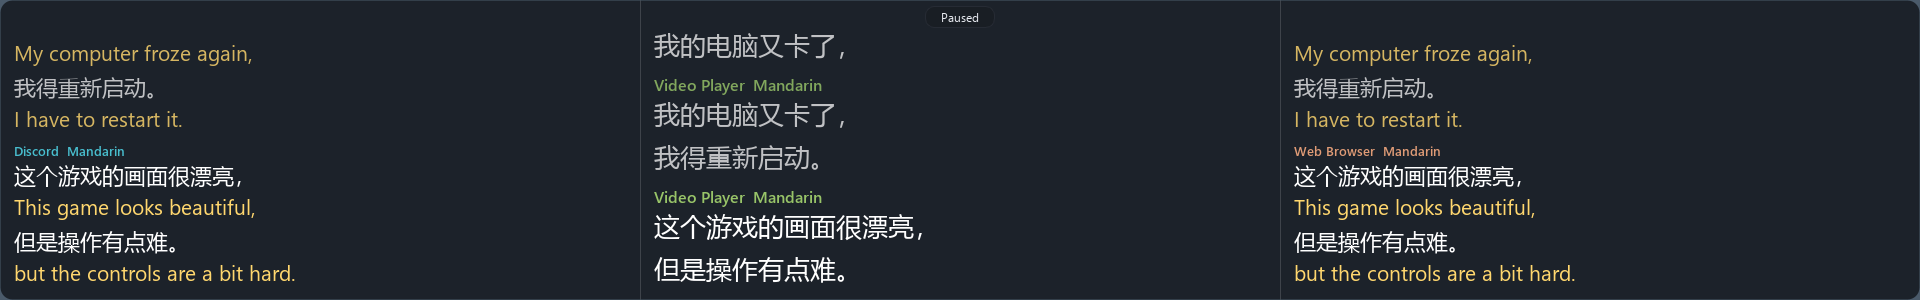 My computer froze again,
我得重新启动。
I have to restart it.
Discord Mandarin
这个游戏的画面很漂亮，
This game looks beautiful,
但是操作有点难。
but the controls are a bit hard.
Paused
我的电脑又卡了，
Video Player Mandarin
我的电脑又卡了，
我得重新启动。
Video Player Mandarin
这个游戏的画面很漂亮，
但是操作有点难。
My computer froze again,
我得重新启动。
I have to restart it.
Web Browser Mandarin
这个游戏的画面很漂亮，
This game looks beautiful,
但是操作有点难。
but the controls are a bit hard.